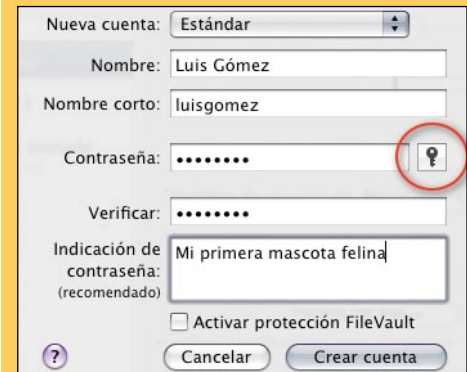 Nueva cuenta: Estándar
Nombre: Luis Gómez
Nombre corto: luisgomez
Contraseña: ••••••••
Verificar: ••••••••
Indicación de
contraseña:
(recomendado)
Mi primera mascota felina
Activar protección FileVault
? Cancelar Crear cuenta